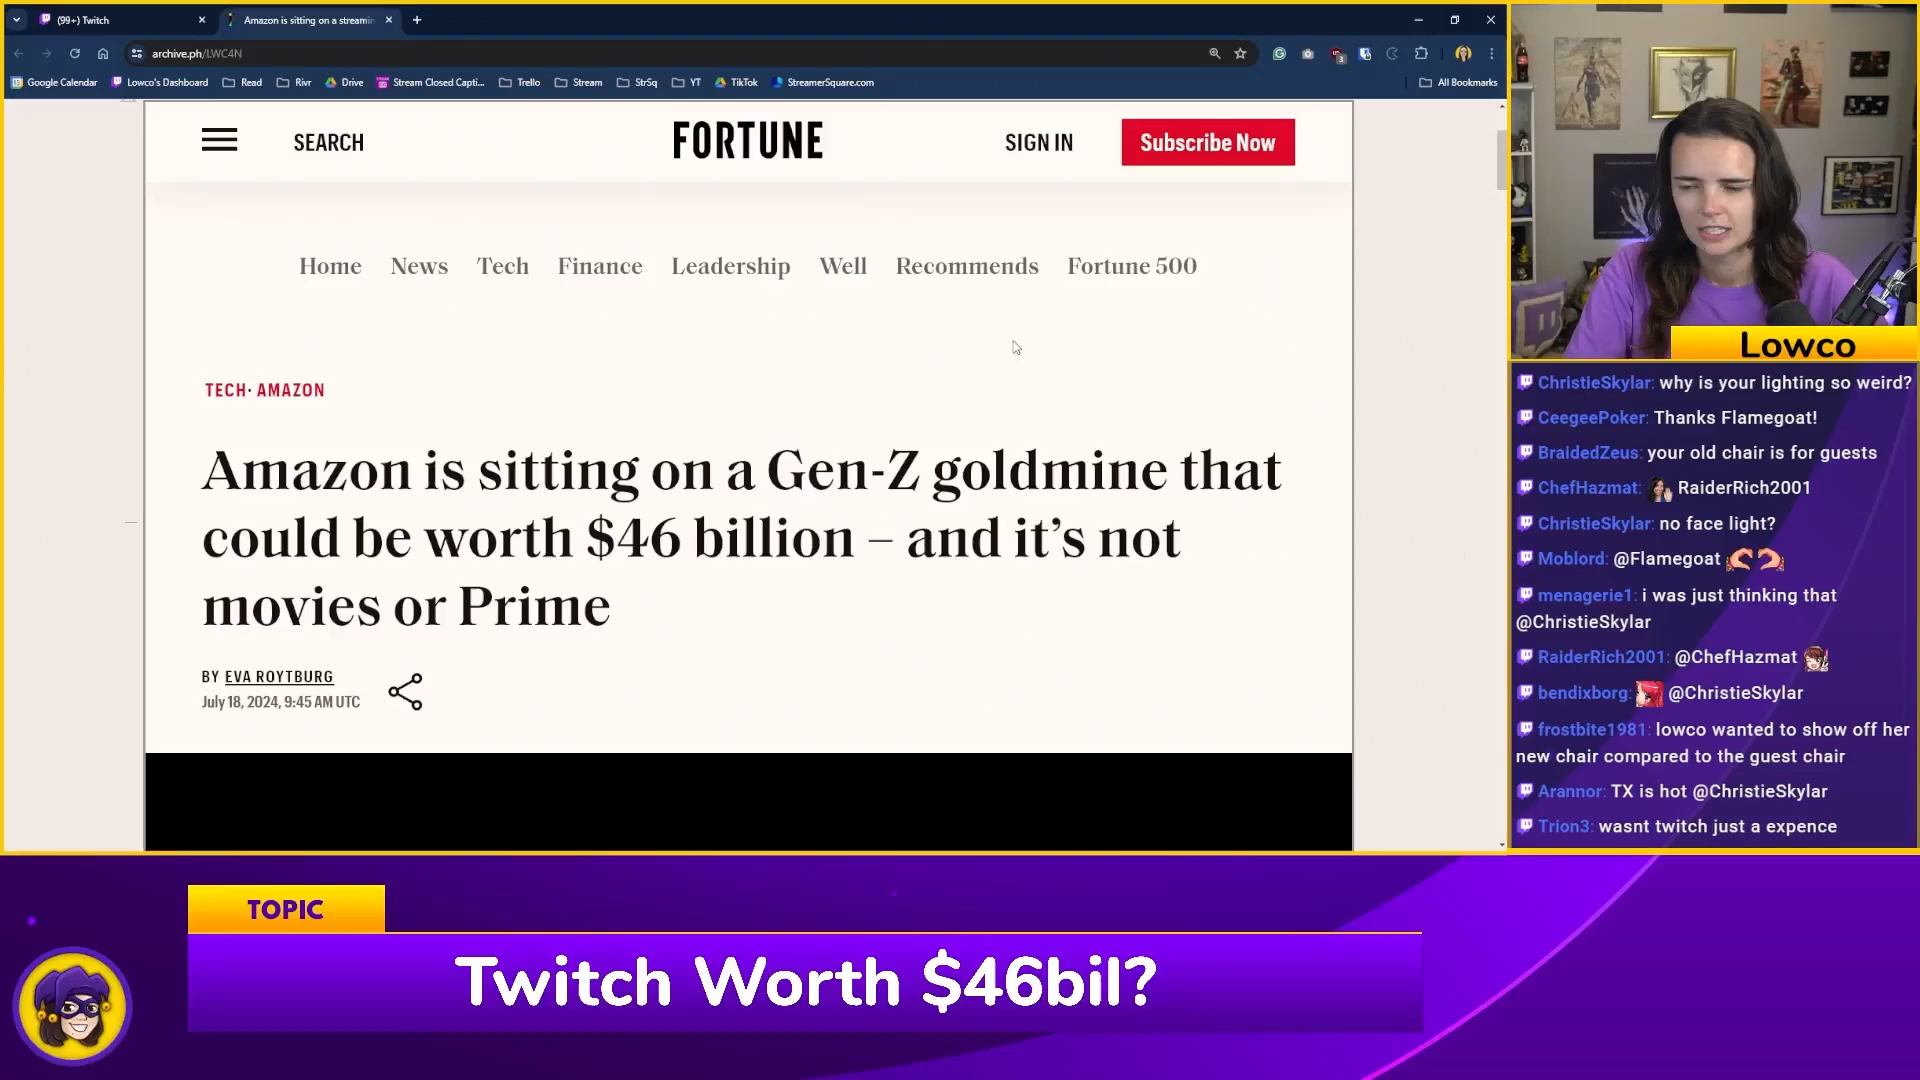 (99+) Twitch
Amazon is sitting on a streamin
archive.ph/LWC4N
Google Calendar
Lowco's Dashboard
Read
Rivr
Drive
Stream Closed Capti...
Trello
Stream
StrSq
YT
TikTok
StreamerSquare.com
All Bookmarks
SEARCH
FORTUNE
SIGN IN
Subscribe Now
Home News Tech Finance Leadership Well Recommends Fortune 500
TECH· AMAZON
Amazon is sitting on a Gen-Z goldmine that
could be worth $46 billion – and it's not
movies or Prime
BY EVA ROYTBURG
July 18, 2024, 9:45 AM UTC
Lowco
ChristieSkylar: why is your lighting so weird?
CeegeePoker: Thanks Flamegoat!
BraidedZeus: your old chair is for guests
ChefHazmat: RaiderRich2001
ChristieSkylar: no face light?
Moblord: @Flamegoat
menagerie1: i was just thinking that
@ChristieSkylar
RaiderRich2001: @ChefHazmat
bendixborg: @ChristieSkylar
frostbite1981: lowco wanted to show off her
new chair compared to the guest chair
Arannor: TX is hot @ChristieSkylar
Trion3: wasnt twitch just a expence
TOPIC
Twitch Worth $46bil?